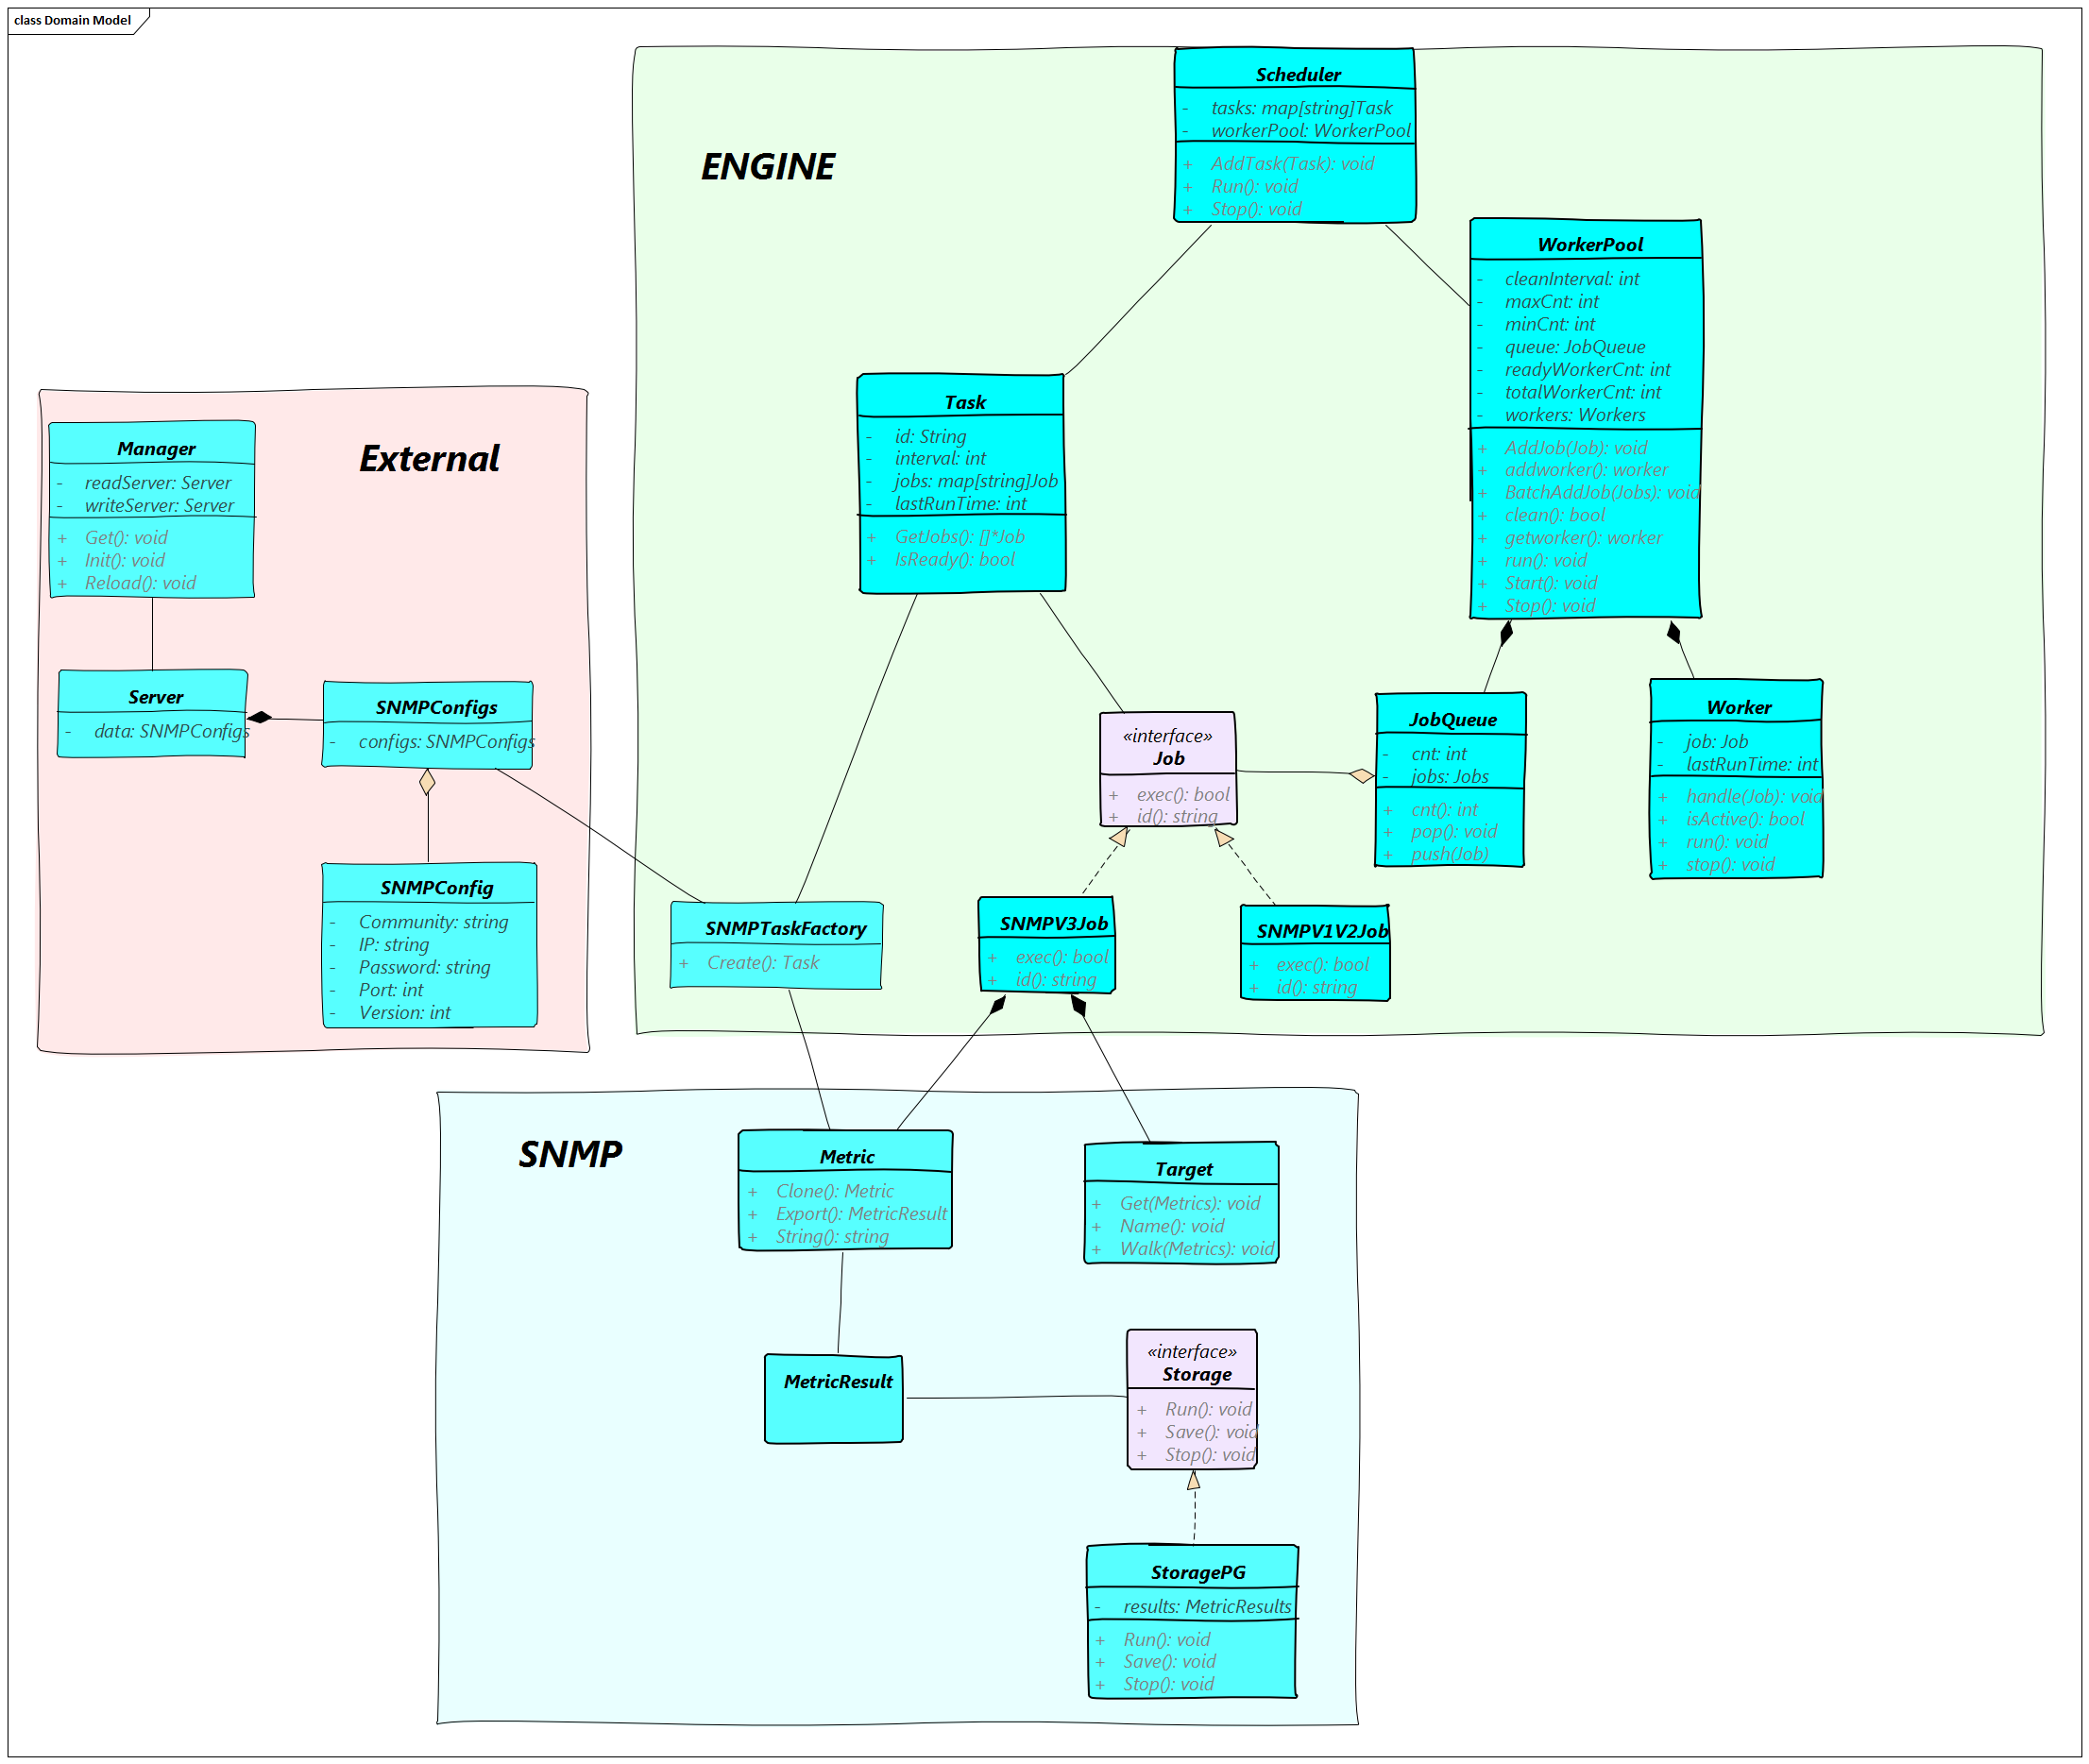 class Domain Model
ENGINE
Scheduler
- tasks: map[string]Task
- workerPool: WorkerPool
+ AddTask(Task): void
+ Run(): void
+ Stop(): void
WorkerPool
- cleanInterval: int
- maxCnt: int
- minCnt: int
- queue: JobQueue
- readyWorkerCnt: int
- totalWorkerCnt: int
- workers: Workers
+ AddJob(Job): void
+ addworker(): worker
+ BatchAddJob(Jobs): void
+ clean(): bool
+ getworker(): worker
+ run(): void
+ Start(): void
+ Stop(): void
Task
- id: String
- interval: int
- jobs: map[string]Job
- lastRunTime: int
+ GetJobs(): []*Job
+ IsReady(): bool
External
Manager
- readServer: Server
- writeServer: Server
+ Get(): void
+ Init(): void
+ Reload(): void
Server
- data: SNMPConfigs
SNMPConfigs
- configs: SNMPConfigs
SNMPConfig
- Community: string
- IP: string
- Password: string
- Port: int
- Version: int
«interface»
Job
+ exec(): bool
+ id(): string
JobQueue
- cnt: int
- jobs: Jobs
+ cnt(): int
+ pop(): void
+ push(Job)
Worker
- job: Job
- lastRunTime: int
+ handle(Job): void
+ isActive(): bool
+ run(): void
+ stop(): void
SNMPTaskFactory
+ Create(): Task
SNMPV3Job
+ exec(): bool
+ id(): string
SNMPV1V2Job
+ exec(): bool
+ id(): string
SNMP
Metric
+ Clone(): Metric
+ Export(): MetricResult
+ String(): string
Target
+ Get(Metrics): void
+ Name(): void
+ Walk(Metrics): void
MetricResult
«interface»
Storage
+ Run(): void
+ Save(): void
+ Stop(): void
StoragePG
- results: MetricResults
+ Run(): void
+ Save(): void
+ Stop(): void